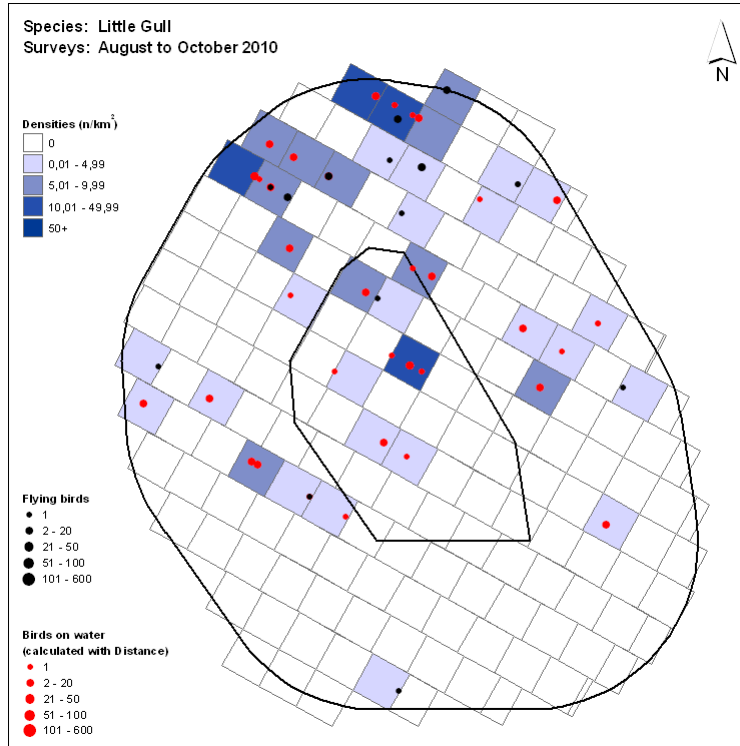 Species: Little Gull
Surveys: August to October 2010
N
Densities (n/km²)
0
0,01 - 4,99
5,01 - 9,99
10,01 - 49,99
50+
Flying birds
1
2 - 20
21 - 50
51 - 100
101 - 600
Birds on water
(calculated with Distance)
1
2 - 20
21 - 50
51 - 100
101 - 600